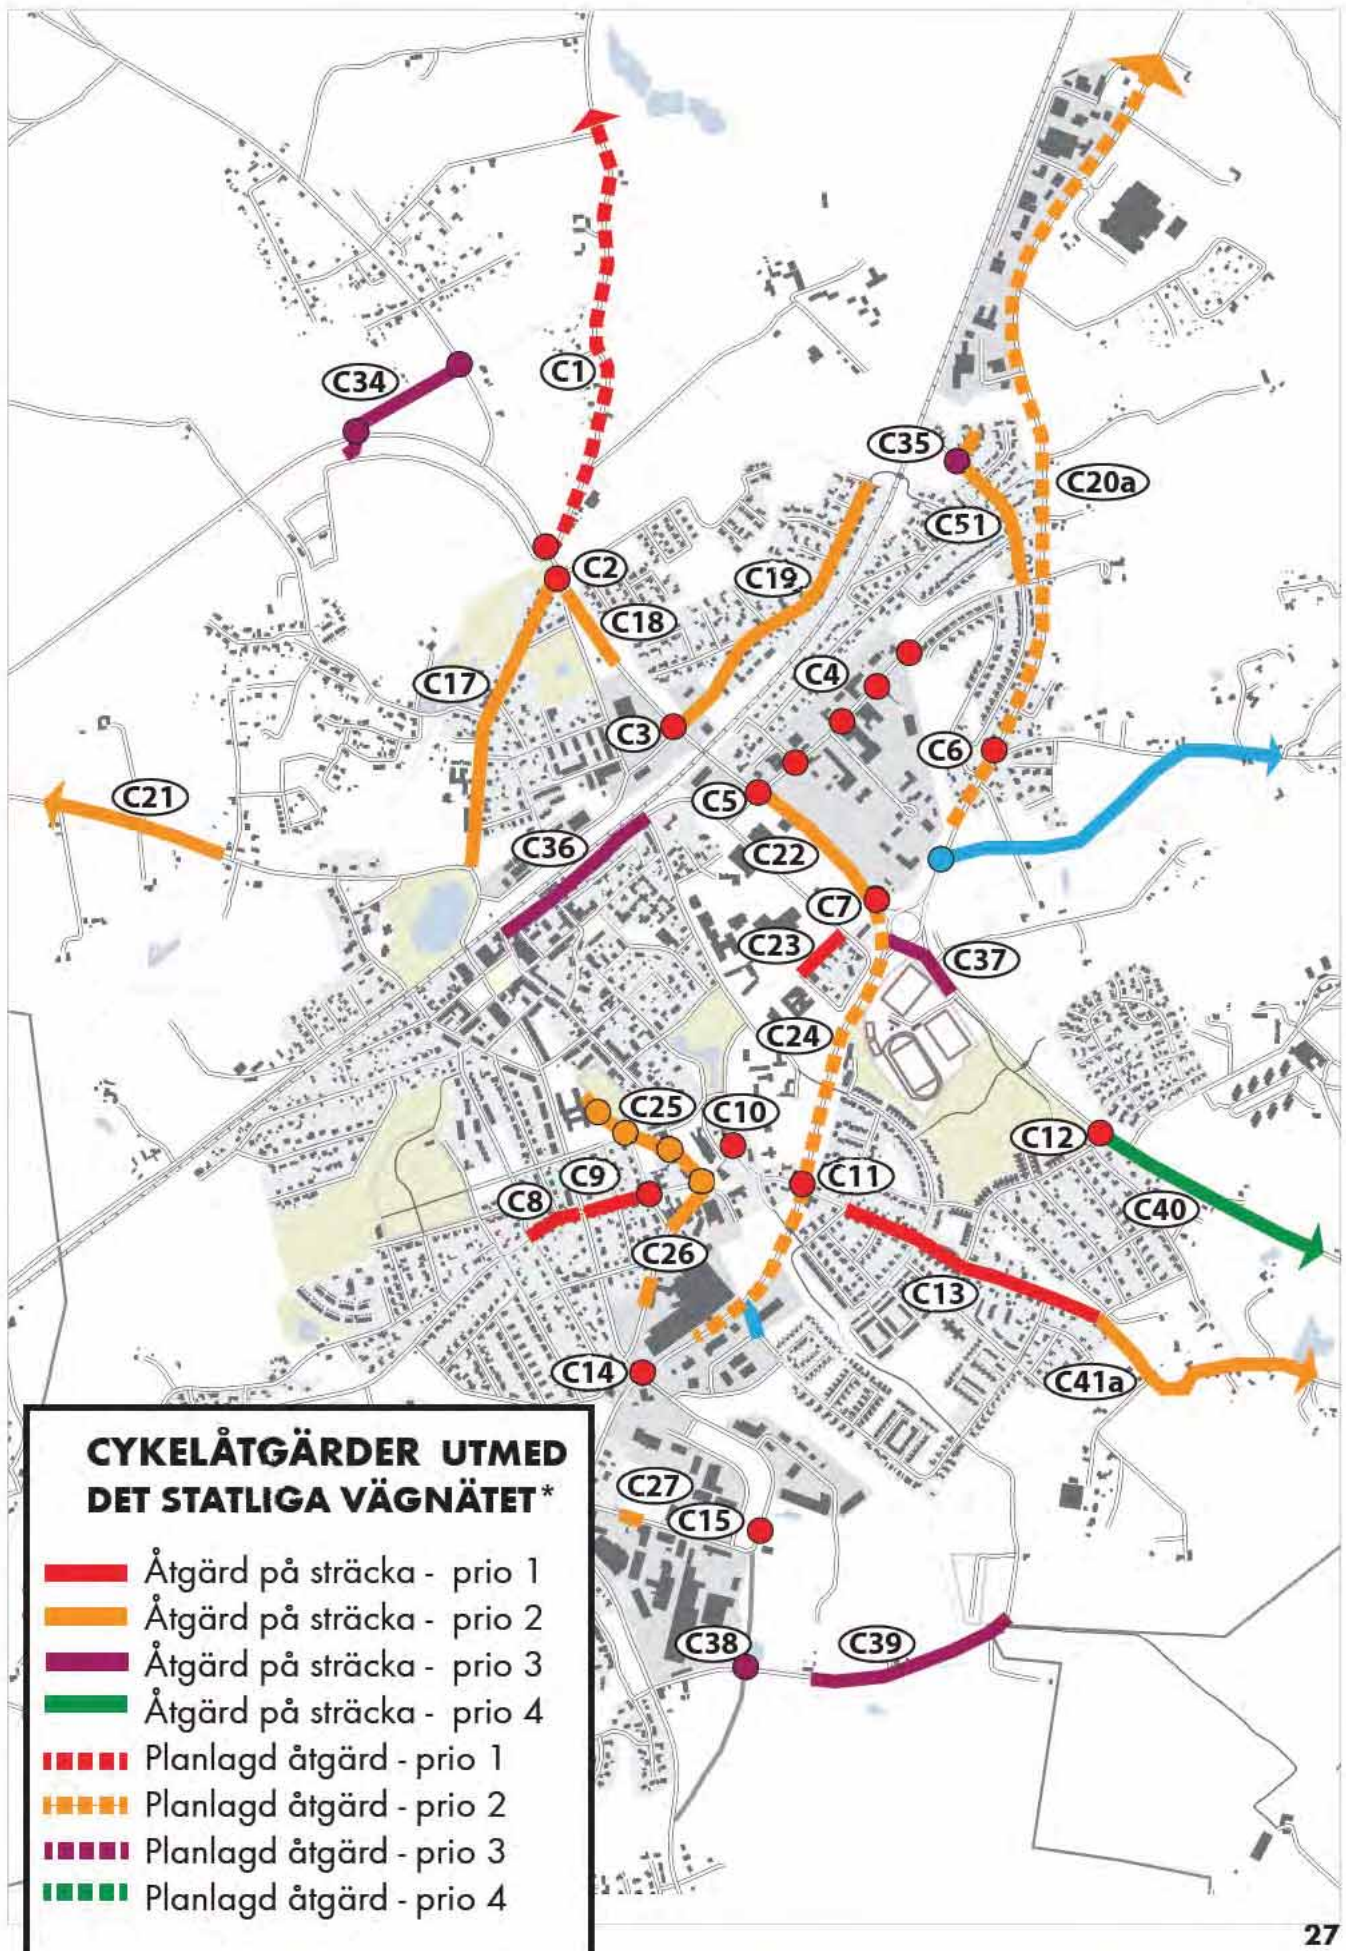 C34
C1
C35
C20a
C51
C2
C19
C18
C4
C17
C3
C6
C21
C5
C36
C22
C7
C23
C37
C24
C25
C10
C12
C9
C11
C8
C40
C26
C13
C14
C41a
CYKELÅTGÄRDER UTMED
DET STATLIGA VÄGNÄTET*
C27
C15
Åtgärd på sträcka - prio 1
Åtgärd på sträcka - prio 2
C38
C39
Åtgärd på sträcka - prio 3
Åtgärd på sträcka - prio 4
Planlagd åtgärd - prio 1
Planlagd åtgärd - prio 2
Planlagd åtgärd - prio 3
Planlagd åtgärd - prio 4
27